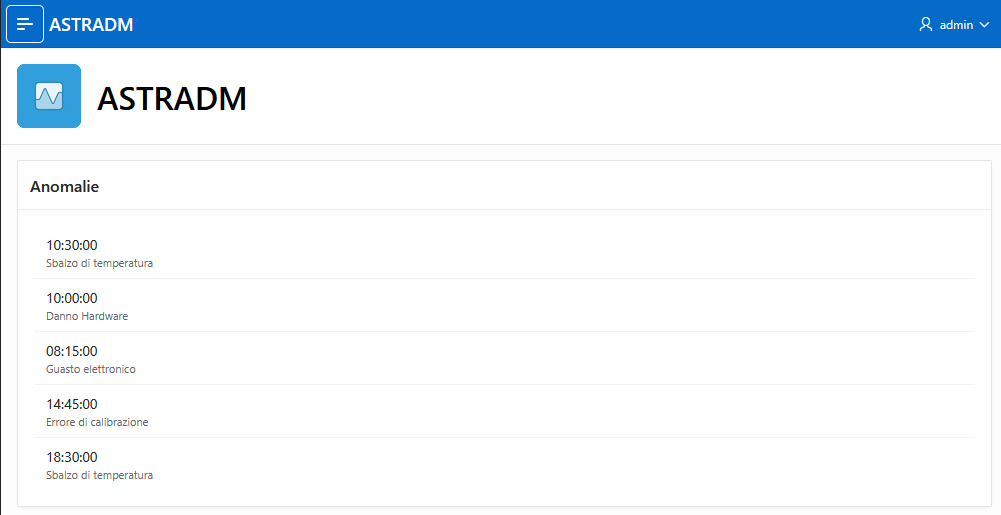 ASTRADM
admin
ASTRADM
Anomalie
10:30:00
Sbalzo di temperatura
10:00:00
Danno Hardware
08:15:00
Guasto elettronico
14:45:00
Errore di calibrazione
18:30:00
Sbalzo di temperatura